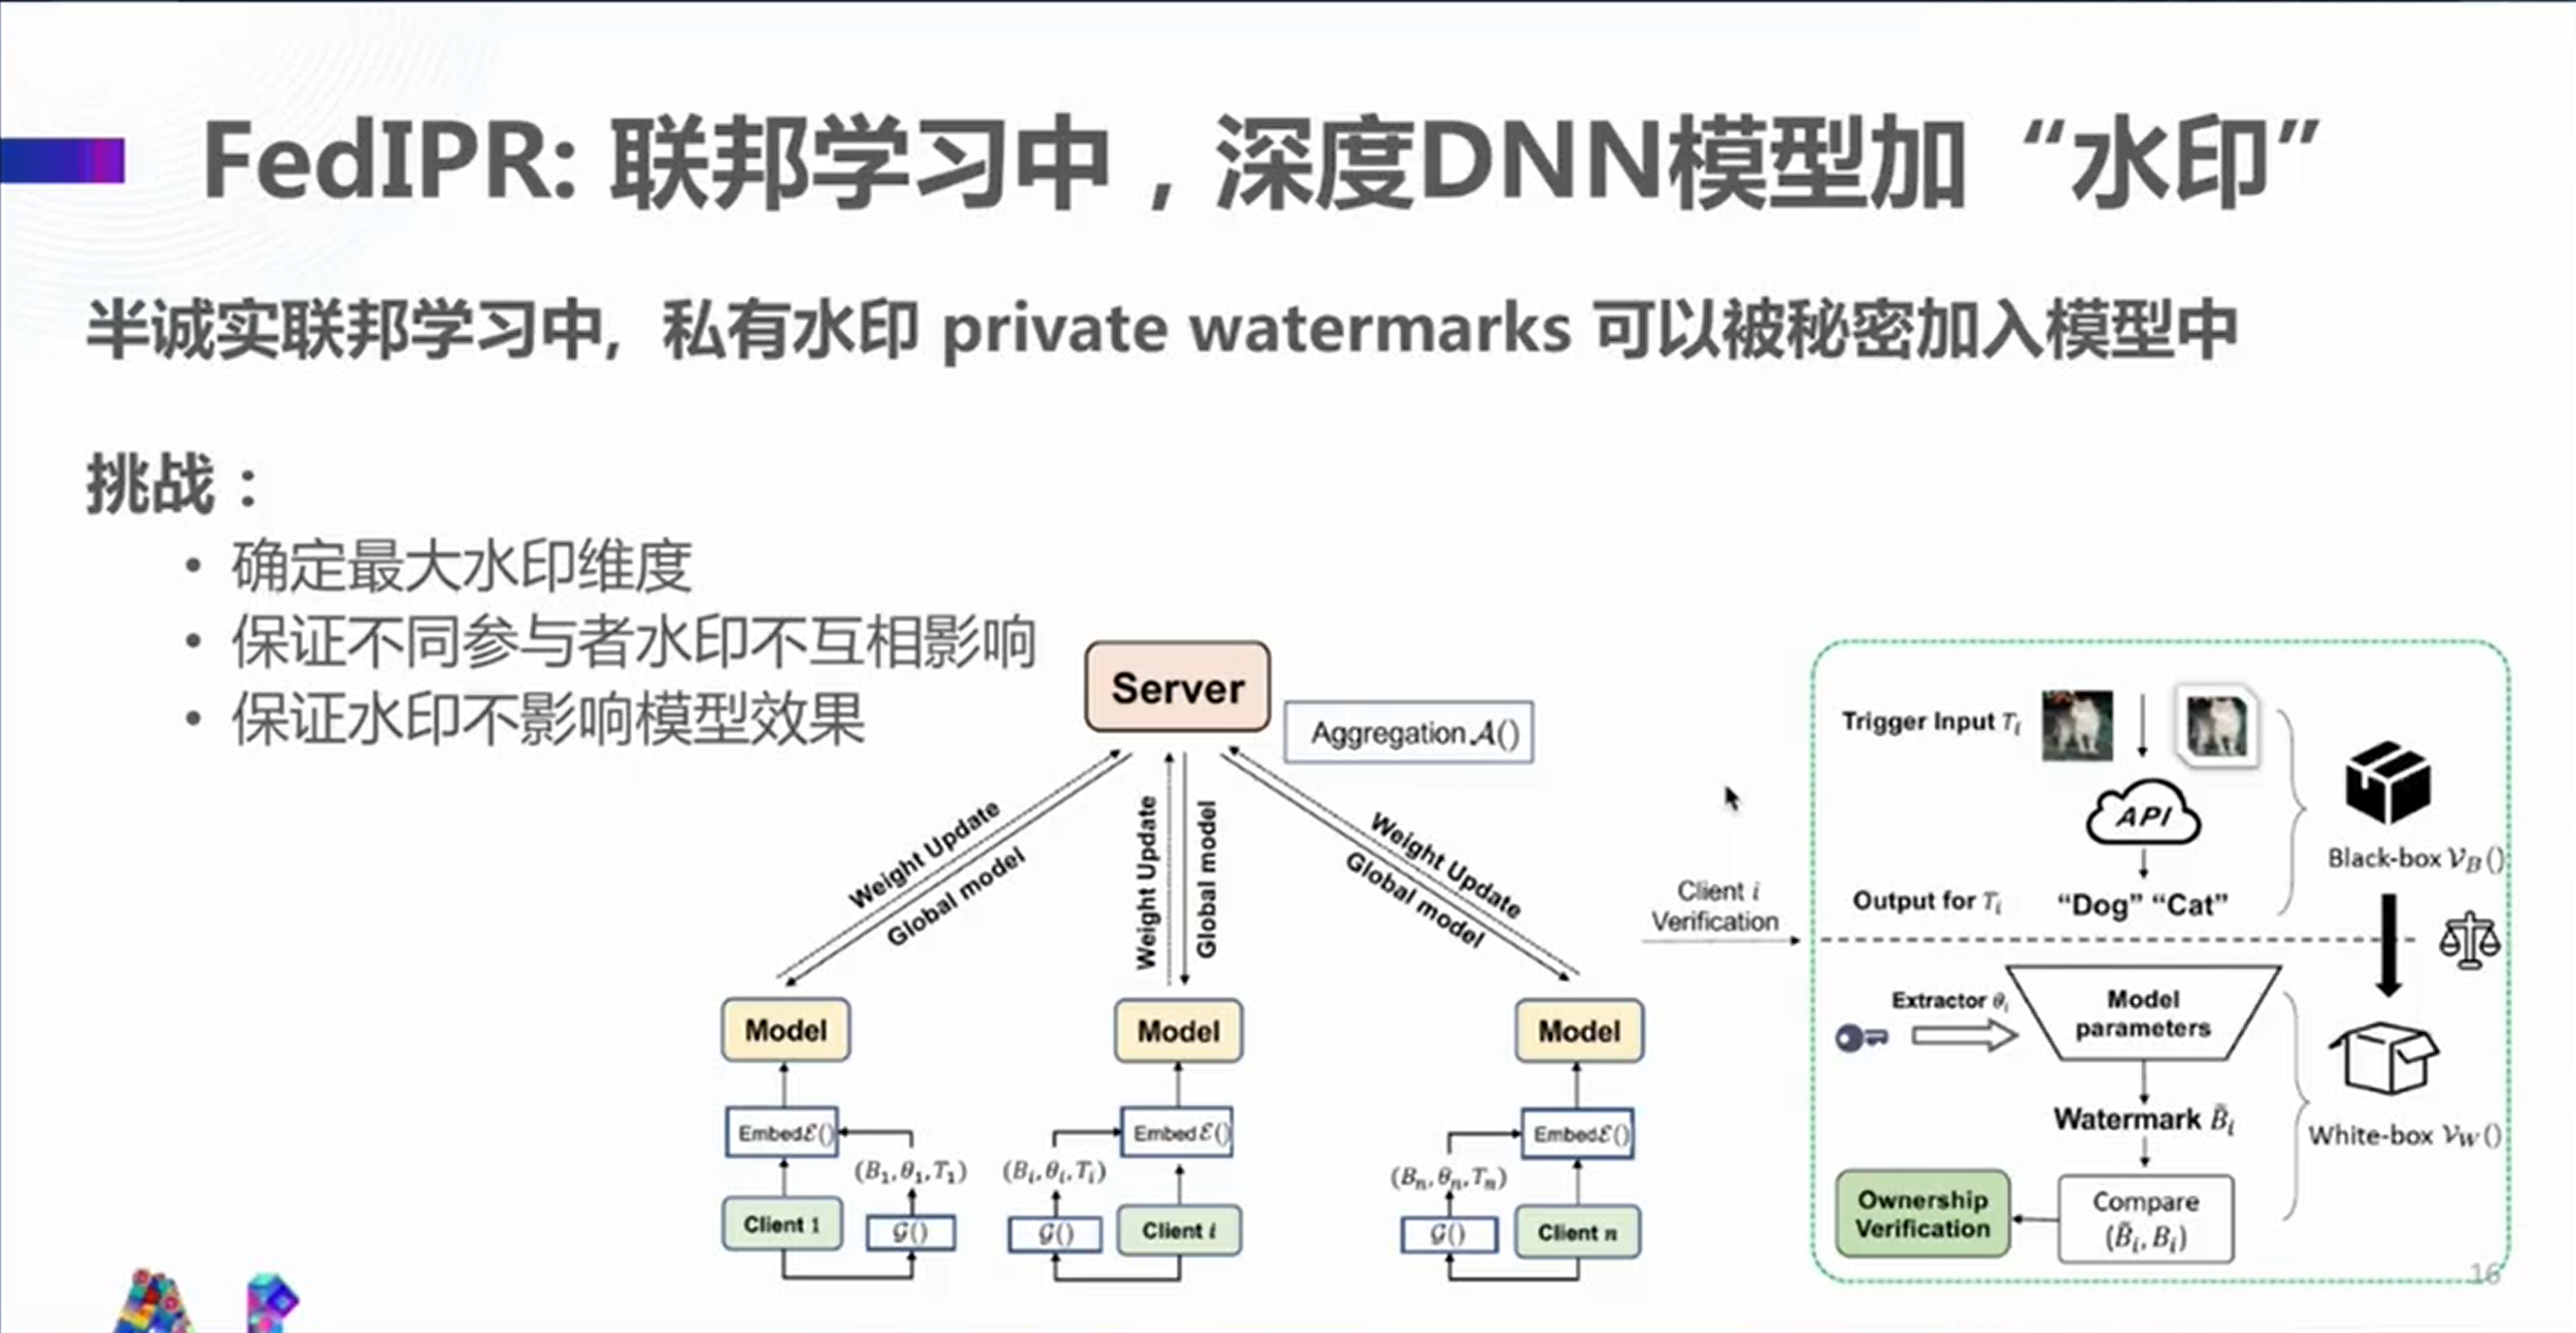 FedIPR: 联邦学习中，深度DNN模型加“水印”
半诚实联邦学习中, 私有水印 private watermarks 可以被秘密加入模型中
挑战：
• 确定最大水印维度
• 保证不同参与者水印不互相影响
• 保证水印不影响模型效果
Server
Aggregation 𝒜()
Weight Update
Global model
Weight Update
Global model
Weight Update
Global model
Model
Model
Model
Embed ℰ()
Embed ℰ()
Embed ℰ()
(B₁,θ₁,T₁)
(Bᵢ,θᵢ,Tᵢ)
(Bₙ,θₙ,Tₙ)
Client 1
𝒢()
𝒢()
Client i
𝒢()
Client n
Client i
Verification
Trigger Input Tᵢ
API
Black-box 𝒱_B()
Output for Tᵢ
“Dog” “Cat”
Extractor θᵢ
Model
parameters
Watermark B̃ᵢ
White-box 𝒱_W()
Ownership
Verification
Compare
(B̃ᵢ, Bᵢ)
16
AI